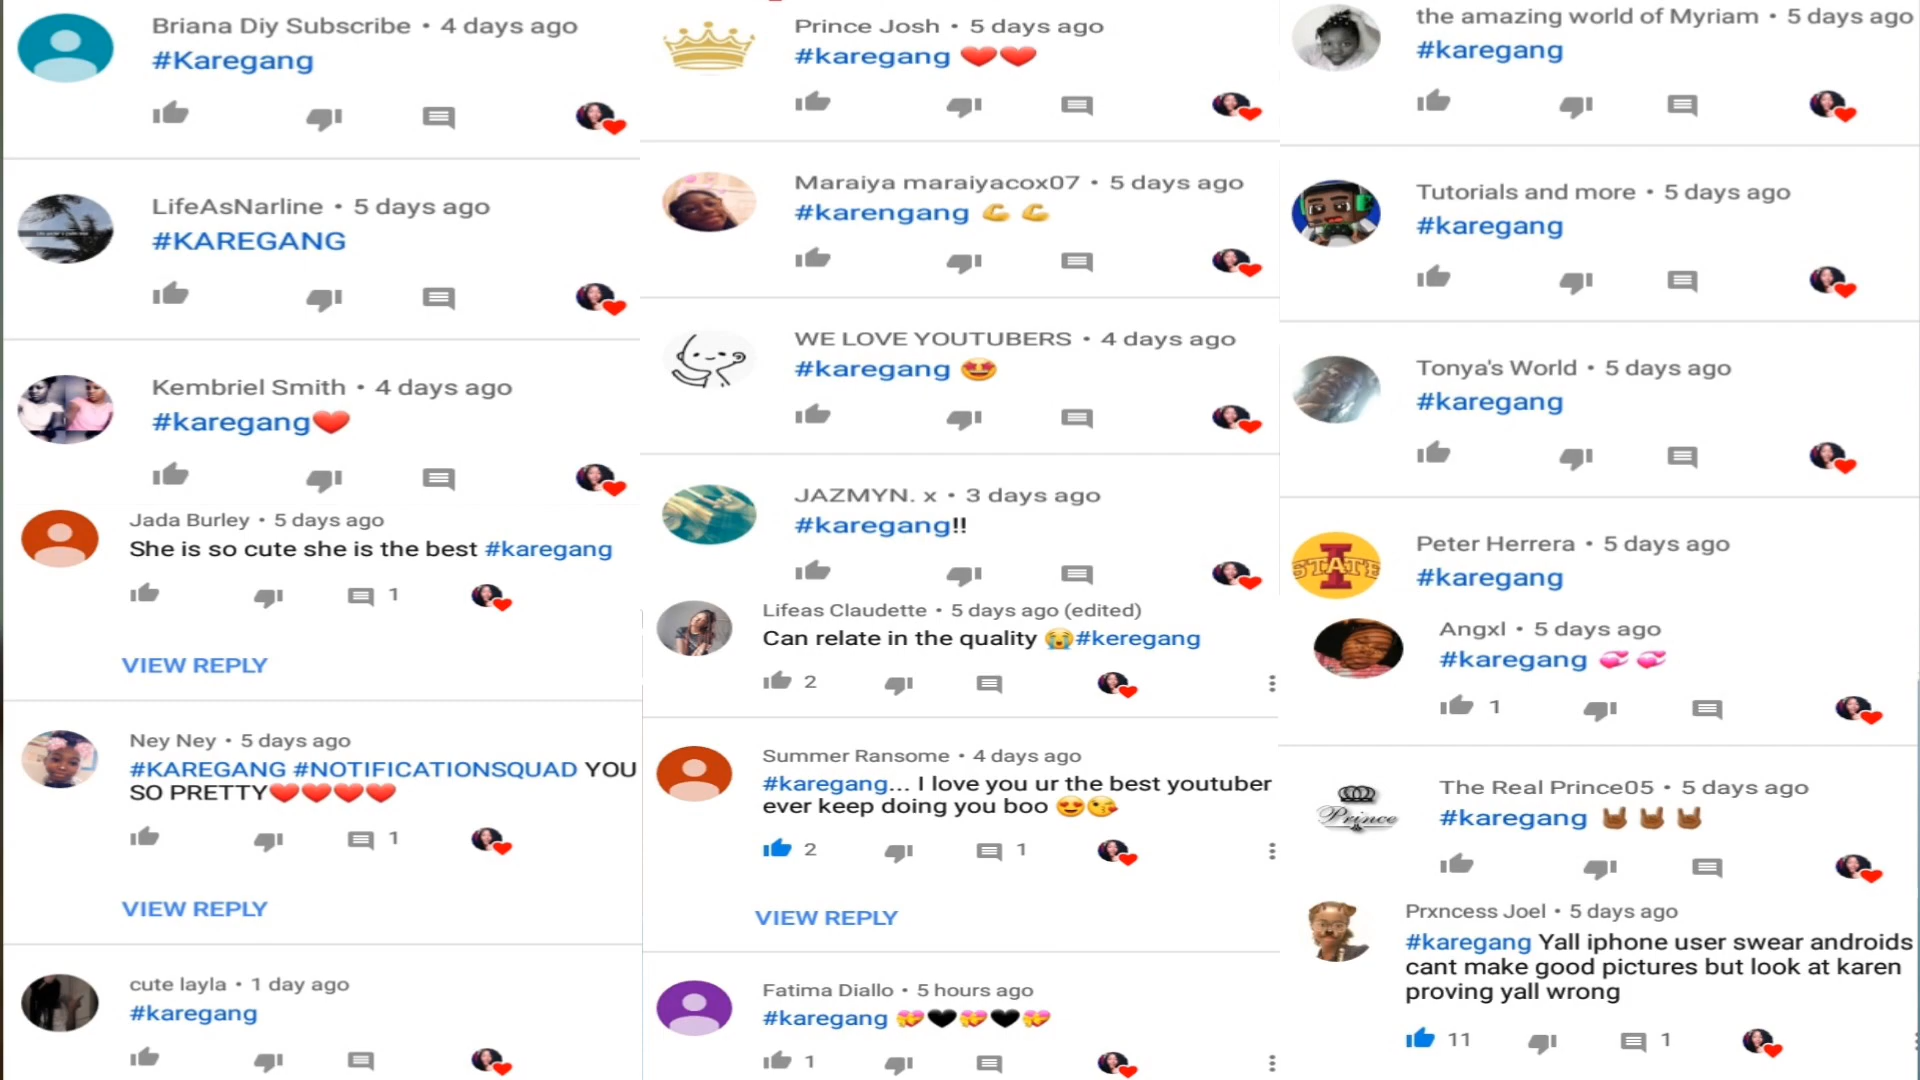 Briana Diy Subscribe • 4 days ago
#Karegang
LifeAsNarline • 5 days ago
#KAREGANG
Kembriel Smith • 4 days ago
#karegang❤️
Jada Burley • 5 days ago
She is so cute she is the best #karegang
1
VIEW REPLY
Ney Ney • 5 days ago
#KAREGANG #NOTIFICATIONSQUAD YOU
SO PRETTY❤️❤️❤️❤️
1
VIEW REPLY
cute layla • 1 day ago
#karegang
Prince Josh • 5 days ago
#karegang ❤️❤️
Maraiya maraiyacox07 • 5 days ago
#karengang 💪 💪
WE LOVE YOUTUBERS • 4 days ago
#karegang 🤩
JAZMYN. x • 3 days ago
#karegang!!
Lifeas Claudette • 5 days ago (edited)
Can relate in the quality 😭#keregang
2
Summer Ransome • 4 days ago
#karegang... I love you ur the best youtuber
ever keep doing you boo 😍😘
2 1
VIEW REPLY
Fatima Diallo • 5 hours ago
#karegang 💝🖤💝🖤💝
1
the amazing world of Myriam • 5 days ago
#karegang
Tutorials and more • 5 days ago
#karegang
Tonya's World • 5 days ago
#karegang
STATE
Peter Herrera • 5 days ago
#karegang
Angxl • 5 days ago
#karegang 💞 💞
1
Prince
The Real Prince05 • 5 days ago
#karegang 🤘🏾 🤘🏾 🤘🏾
Prxncess Joel • 5 days ago
#karegang Yall iphone user swear androids
cant make good pictures but look at karen
proving yall wrong
11 1